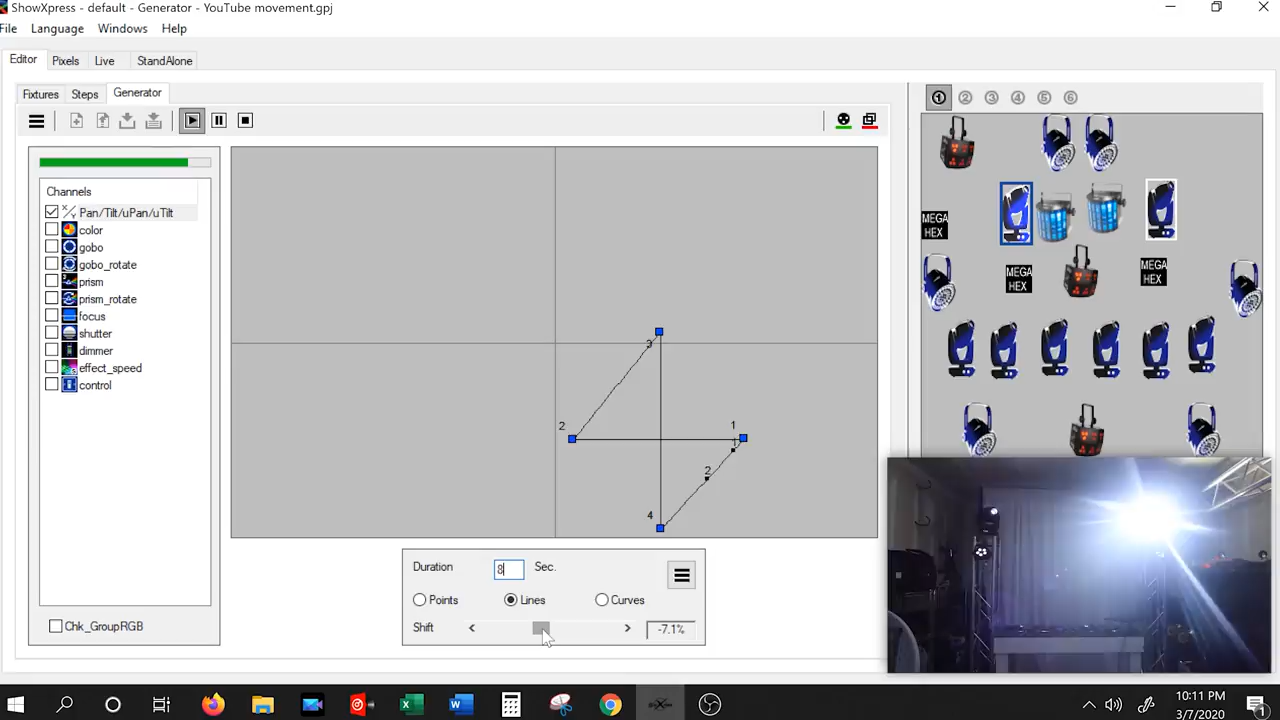 ShowXpress - default - Generator - YouTube movement.gpj
File Language Windows Help
Editor Pixels Live StandAlone
Fixtures Steps Generator
1 2 3 4 5 6
Channels
Pan/Tilt/uPan/uTilt
color
gobo
gobo_rotate
prism
prism_rotate
focus
shutter
dimmer
effect_speed
control
Chk_GroupRGB
3
2
1
1
2
4
MEGA
HEX
MEGA
HEX
MEGA
HEX
Duration 8 Sec.
Points Lines Curves
Shift < > -7.1%
10:11 PM
3/7/2020
1